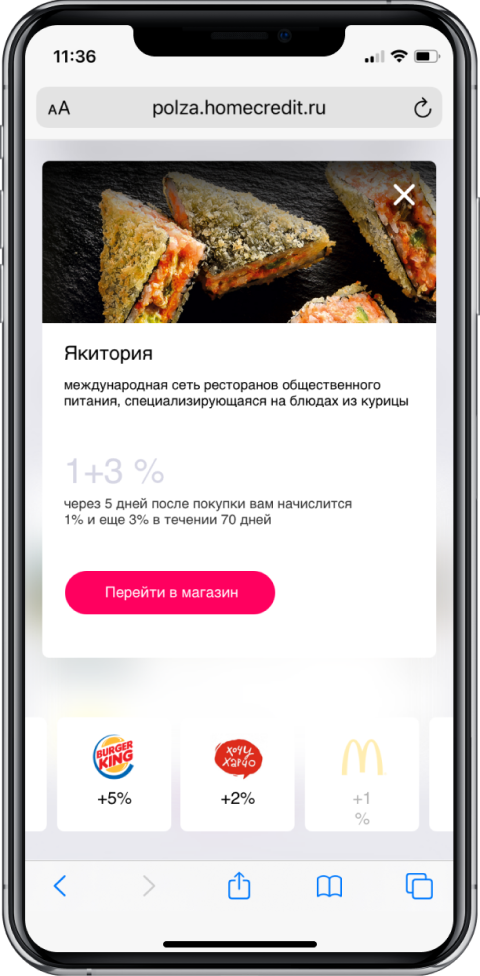 11:36
AA
polza.homecredit.ru
Якитория
международная сеть ресторанов общественного
питания, специализирующаяся на блюдах из курицы
1+3 %
через 5 дней после покупки вам начислится
1% и еще 3% в течении 70 дней
Перейти в магазин
BURGER
KING
хочу
харчо
+5%
+2%
+1
%